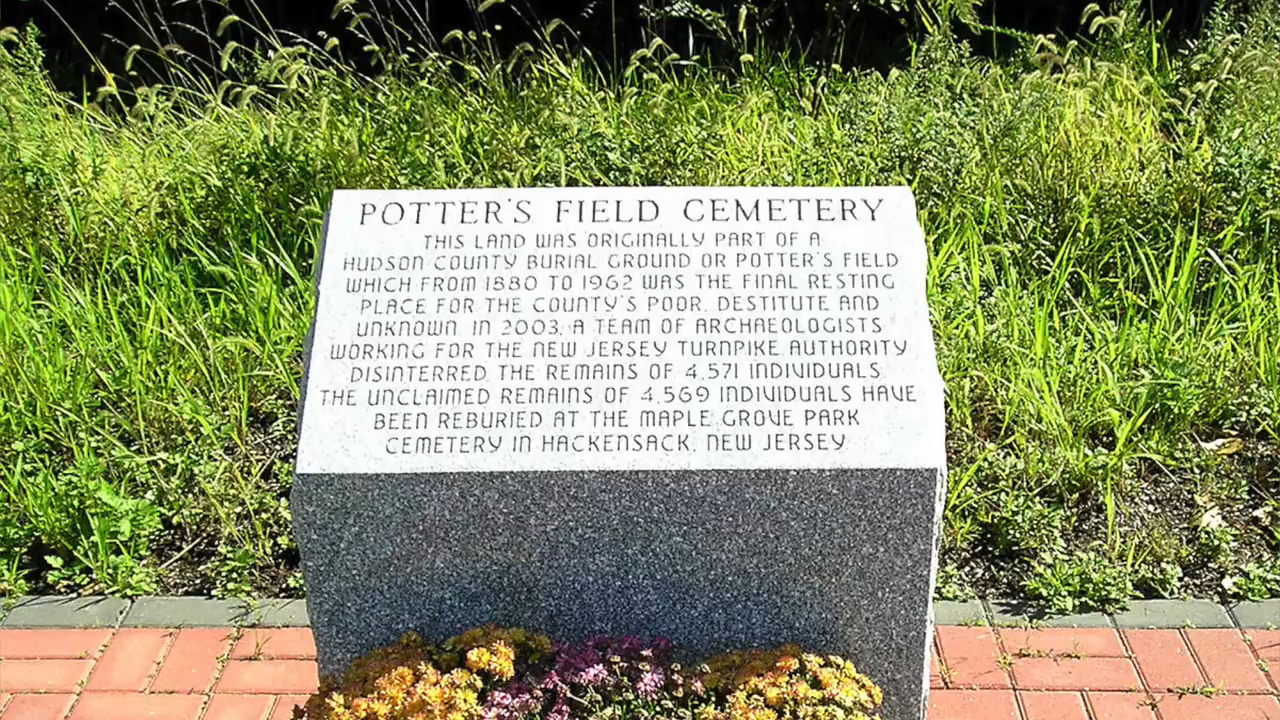 POTTER'S FIELD CEMETERY
THIS LAND WAS ORIGINALLY PART OF A
HUDSON COUNTY BURIAL GROUND OR POTTER'S FIELD
WHICH FROM 1880 TO 1962 WAS THE FINAL RESTING
PLACE FOR THE COUNTY'S POOR, DESTITUTE AND
UNKNOWN. IN 2003, A TEAM OF ARCHAEOLOGISTS
WORKING FOR THE NEW JERSEY TURNPIKE AUTHORITY
DISINTERRED THE REMAINS OF 4,571 INDIVIDUALS.
THE UNCLAIMED REMAINS OF 4,569 INDIVIDUALS HAVE
BEEN REBURIED AT THE MAPLE GROVE PARK
CEMETERY IN HACKENSACK, NEW JERSEY